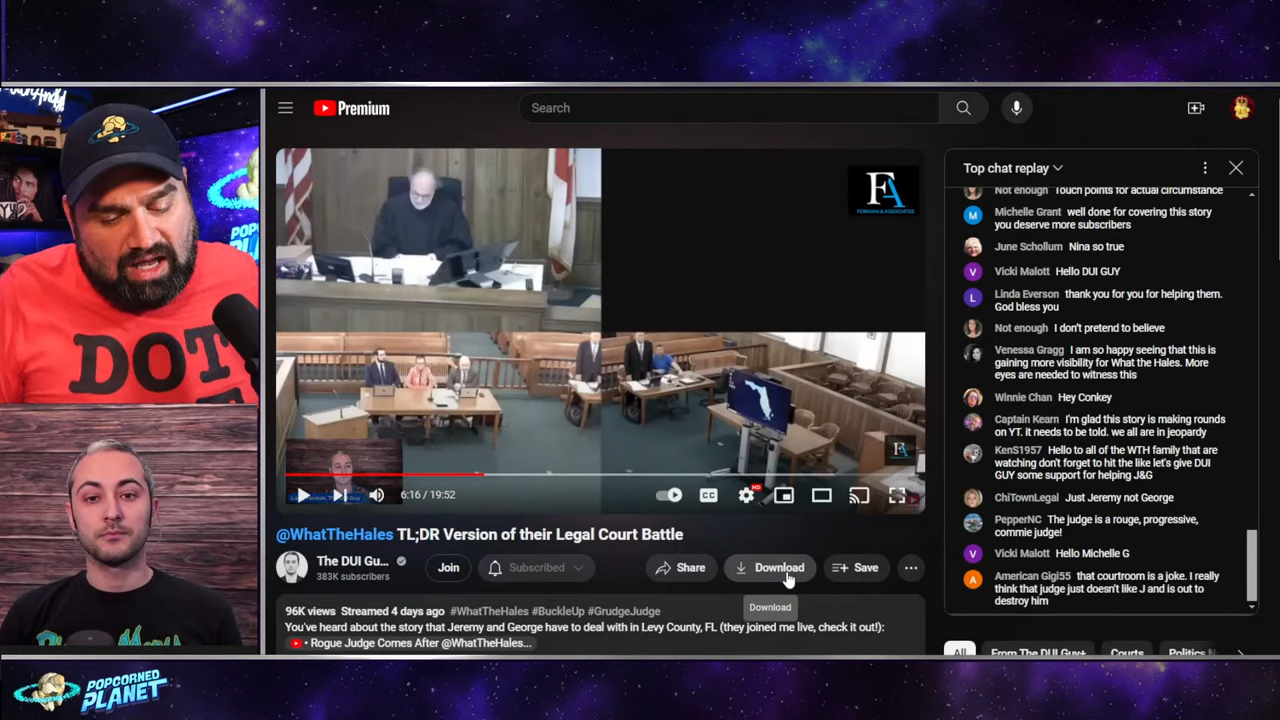 Premium
Search
FA
FORHAN & ASSOCIATES
POPCORNED
PLANET
DOT
6:16 / 19:52
CC
HD
@WhatTheHales TL;DR Version of their Legal Court Battle
The DUI Gu...
383K subscribers
Join
Subscribed
Share
Download
Save
Download
96K views Streamed 4 days ago #WhatTheHales #BuckleUp #GrudgeJudge
You've heard about the story that Jeremy and George have to deal with in Levy County, FL (they joined me live, check it out!):
• Rogue Judge Comes After @WhatTheHales...
Top chat replay
Not enough Touch points for actual circumstance
Michelle Grant well done for covering this story
you deserve more subscribers
June Schollum Nina so true
Vicki Malott Hello DUI GUY
Linda Everson thank you for you for helping them.
God bless you
Not enough I don't pretend to believe
Venessa Gragg I am so happy seeing that this is
gaining more visibility for What the Hales. More
eyes are needed to witness this
Winnie Chan Hey Conkey
Captain Kearn I'm glad this story is making rounds
on YT. it needs to be told. we all are in jeopardy
KenS1957 Hello to all of the WTH family that are
watching don't forget to hit the like let's give DUI
GUY some support for helping J&G
ChiTownLegal Just Jeremy not George
PepperNC The judge is a rouge, progressive,
commie judge!
Vicki Malott Hello Michelle G
American Gigi55 that courtroom is a joke. I really
think that judge just doesn't like J and is out to
destroy him
All
From The DUI Guy+
Courts
Politics N
POPCORNED
PLANET